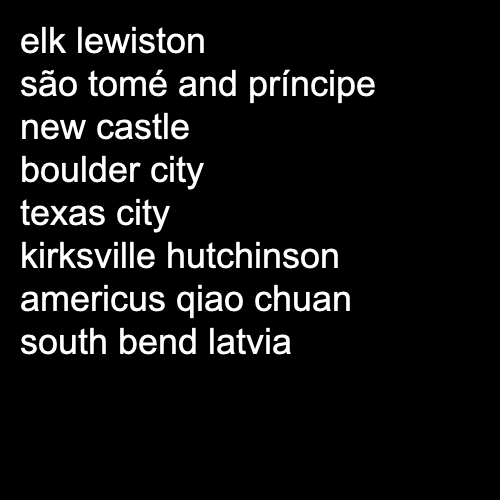 elk lewiston
são tomé and príncipe
new castle
boulder city
texas city
kirksville hutchinson
americus qiao chuan
south bend latvia